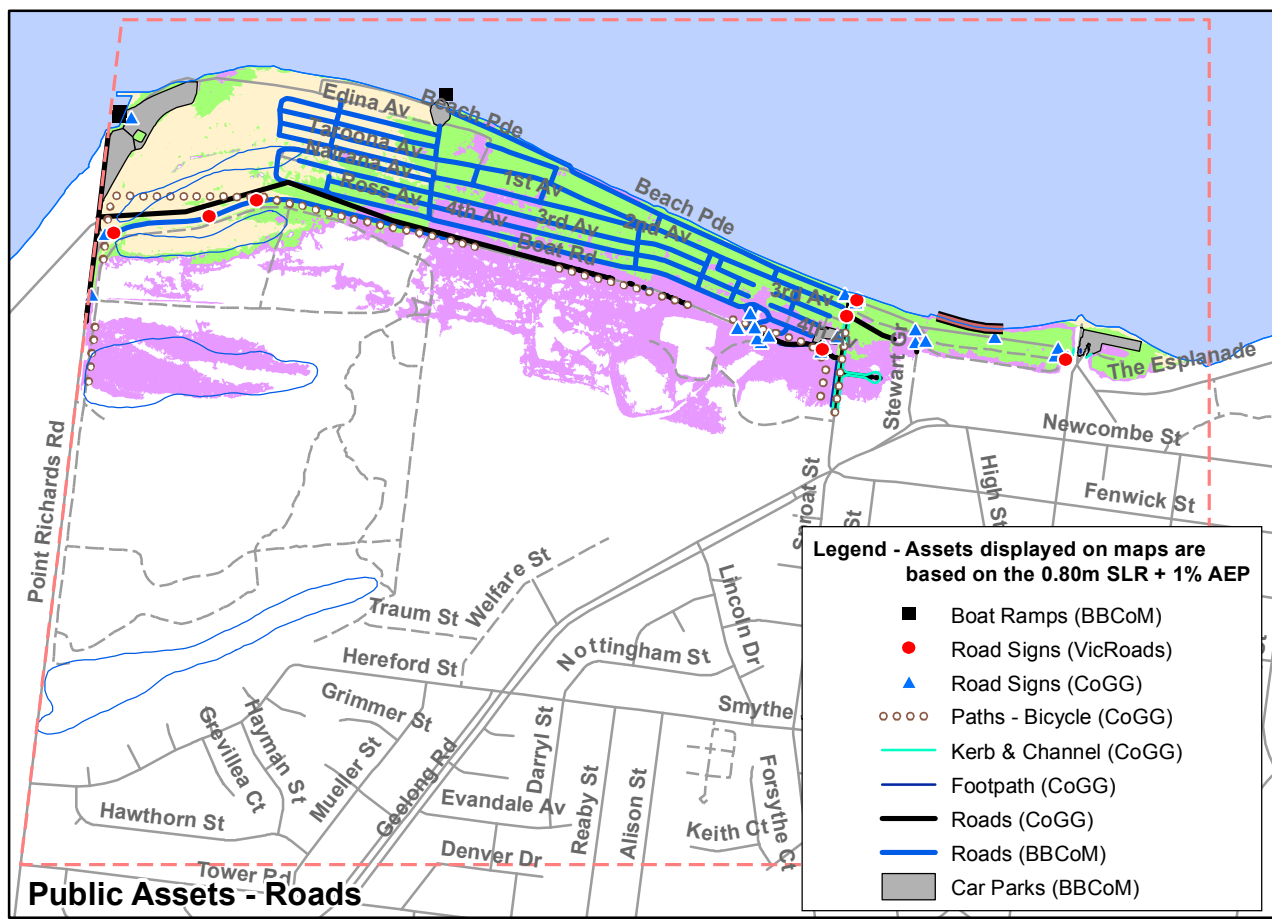 Edina Av
Beach Pde
Taroona Av
Nairana Av
1st Av
Ross Av
Beach Pde
4th Av
3rd Av
2nd Av
Boat Rd
3rd Av
4th Av
Stewart Gr
The Esplanade
Newcombe St
Point Richards Rd
High St
Fenwick St
Sproat St
St
Welfare St
Traum St
Lincoln Dr
Hereford St
Nottingham St
Grimmer St
Smythe
Hayman St
Grevillea Ct
Mueller St
Geelong Rd
Darryl St
Reaby St
Alison St
Forsythe Ct
Evandale Av
Hawthorn St
Keith Ct
Denver Dr
Tower Rd
Public Assets - Roads
Legend - Assets displayed on maps are
based on the 0.80m SLR + 1% AEP
Boat Ramps (BBCoM)
Road Signs (VicRoads)
Road Signs (CoGG)
Paths - Bicycle (CoGG)
Kerb & Channel (CoGG)
Footpath (CoGG)
Roads (CoGG)
Roads (BBCoM)
Car Parks (BBCoM)